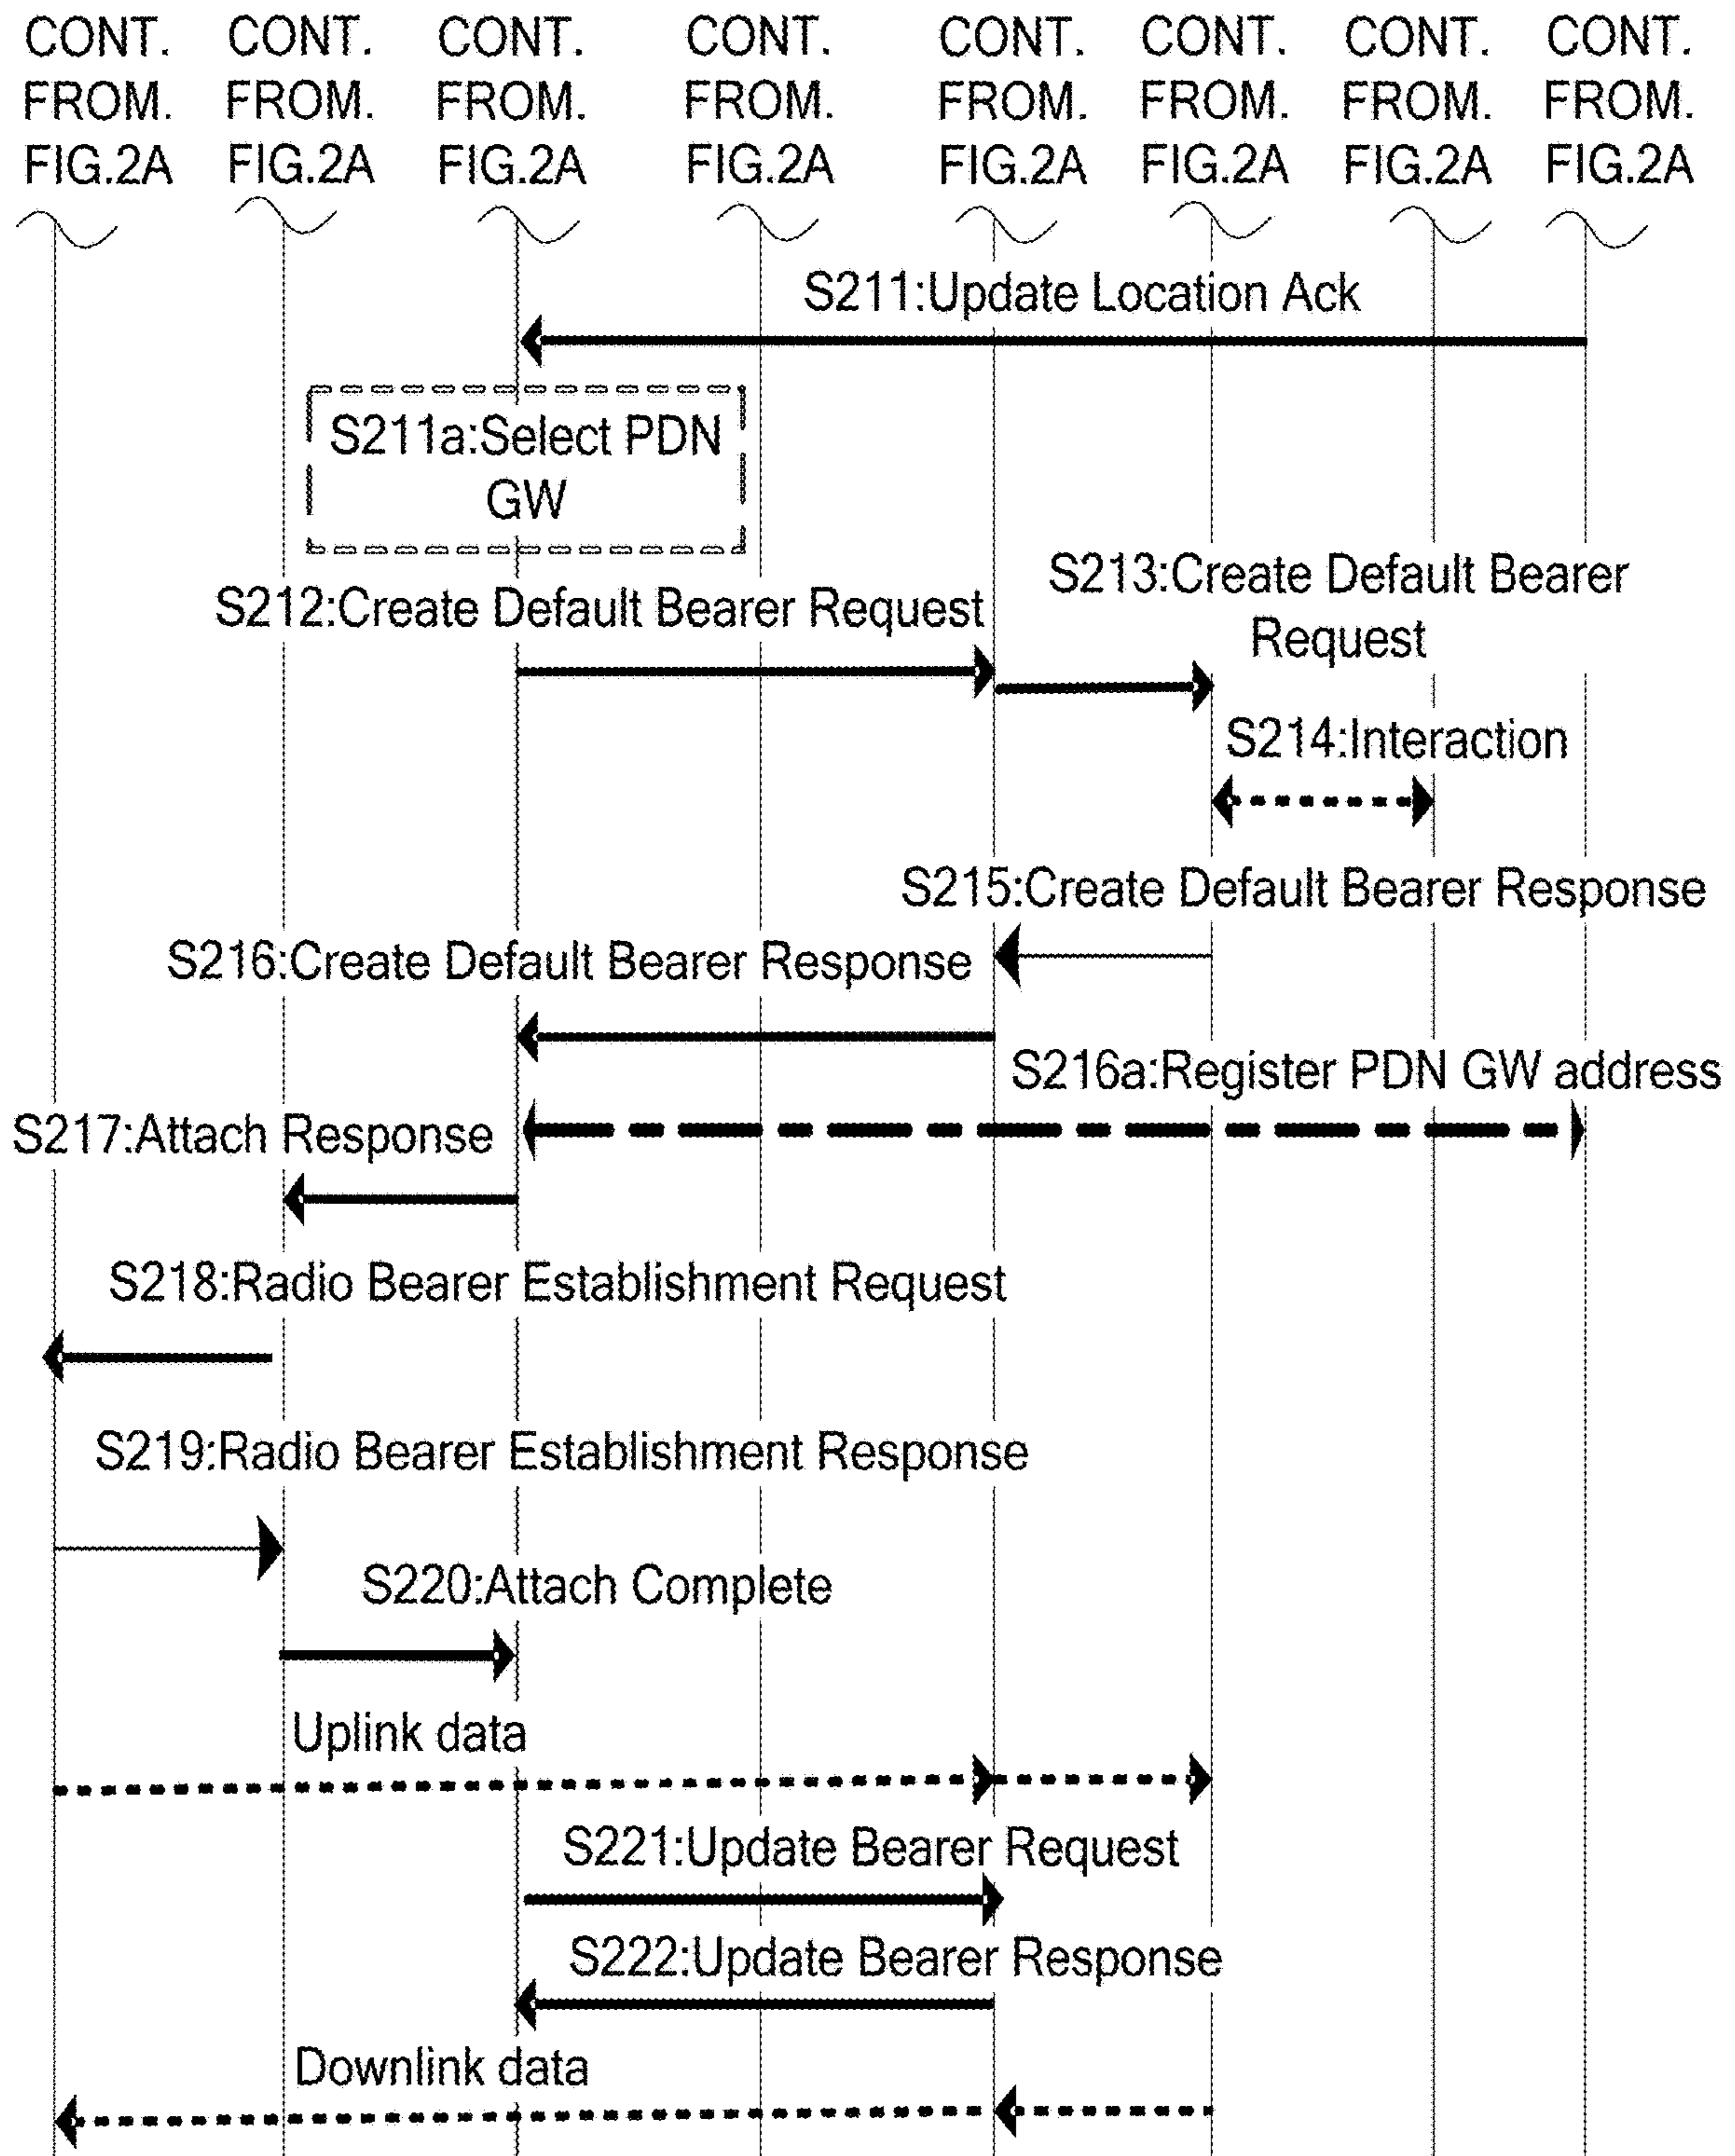 CONT. CONT. CONT. CONT. CONT. CONT. CONT. CONT.
FROM. FROM. FROM. FROM. FROM. FROM. FROM. FROM.
FIG.2A FIG.2A FIG.2A FIG.2A FIG.2A FIG.2A FIG.2A FIG.2A
S211:Update Location Ack
S211a:Select PDN
GW
S212:Create Default Bearer Request
S213:Create Default Bearer
Request
S214:Interaction
S215:Create Default Bearer Response
S216:Create Default Bearer Response
S216a:Register PDN GW address
S217:Attach Response
S218:Radio Bearer Establishment Request
S219:Radio Bearer Establishment Response
S220:Attach Complete
Uplink data
S221:Update Bearer Request
S222:Update Bearer Response
Downlink data